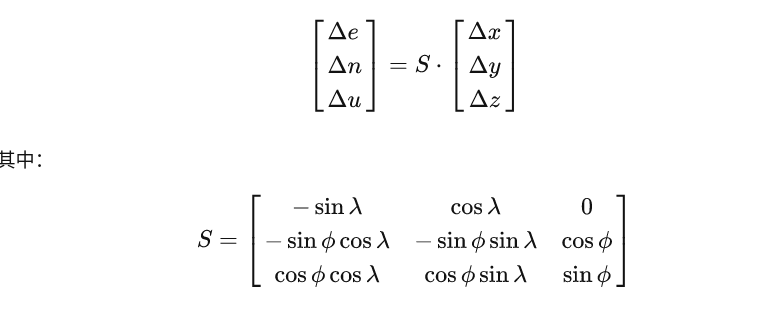 [Δe Δn Δu] = S · [Δx Δy Δz]
其中：
S = [− sin λ cos λ 0
− sin ϕ cos λ − sin ϕ sin λ cos ϕ
cos ϕ cos λ cos ϕ sin λ sin ϕ]